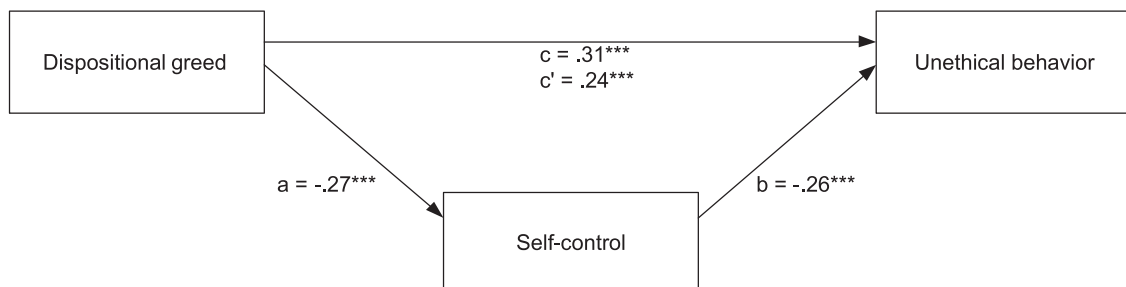 Dispositional greed
c = .31***
c' = .24***
Unethical behavior
a = -.27***
b = -.26***
Self-control